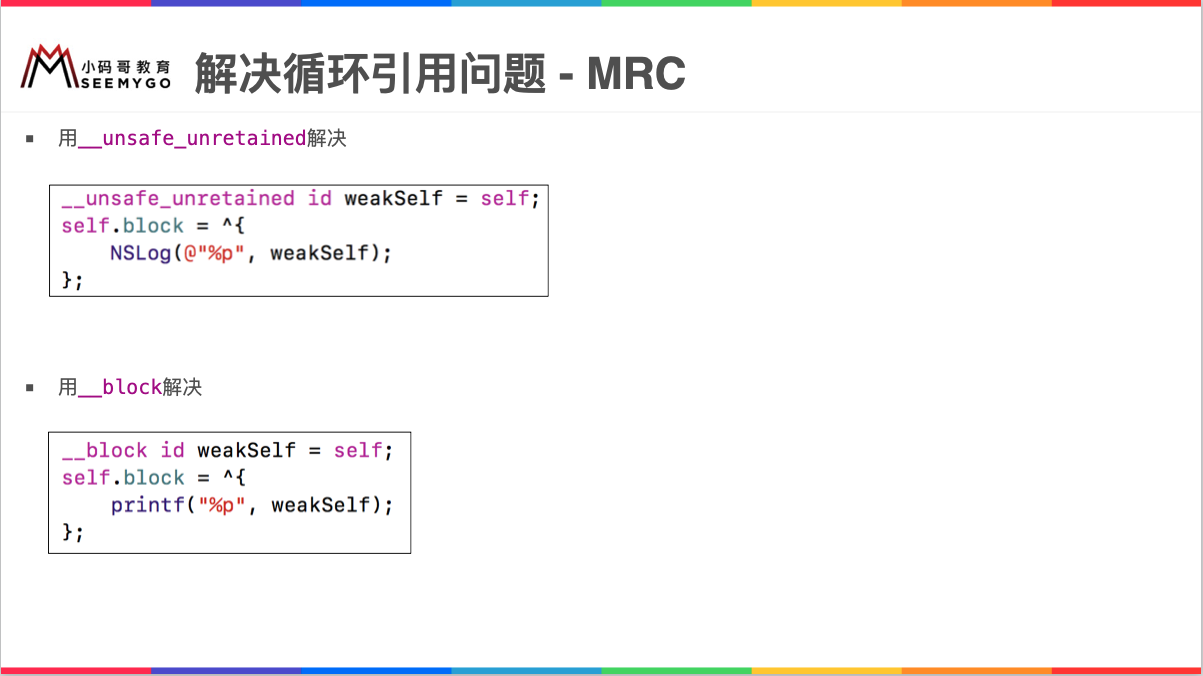 小码哥教育
SEEMYGO
解决循环引用问题 - MRC
▪ 用__unsafe_unretained解决
__unsafe_unretained id weakSelf = self;
self.block = ^{
    NSLog(@"%p", weakSelf);
};
▪ 用__block解决
__block id weakSelf = self;
self.block = ^{
    printf("%p", weakSelf);
};